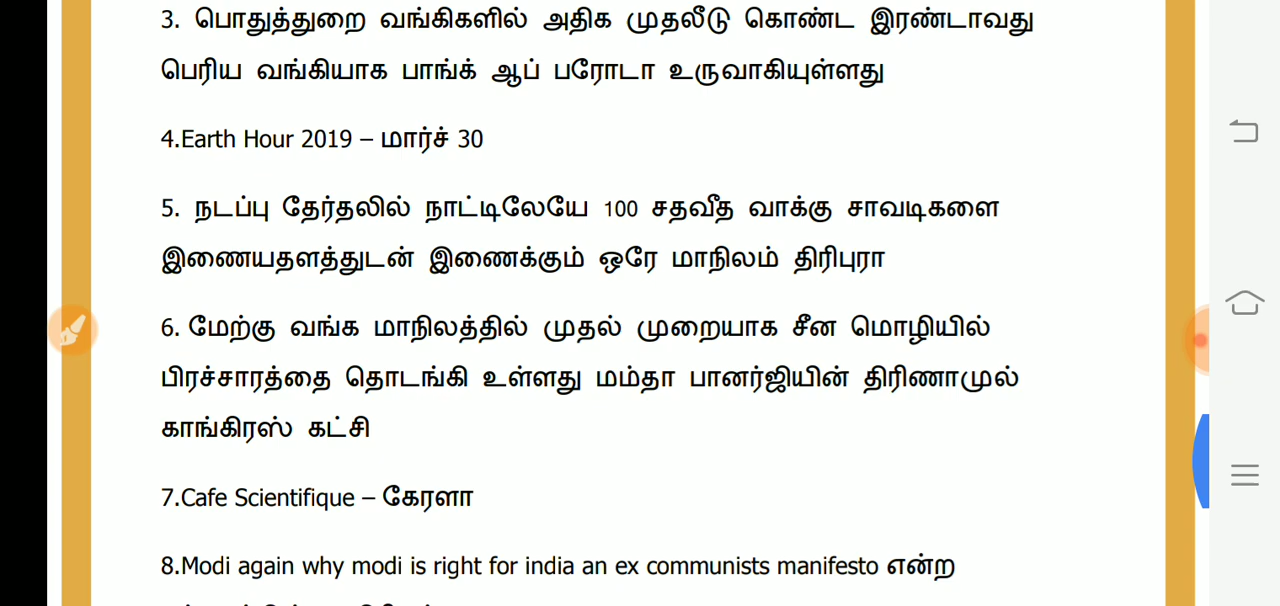 3. பொதுத்துறை வங்கிகளில் அதிக முதலீடு கொண்ட இரண்டாவது
பெரிய வங்கியாக பாங்க் ஆப் பரோடா உருவாகியுள்ளது
4.Earth Hour 2019 – மார்ச் 30
5. நடப்பு தேர்தலில் நாட்டிலேயே 100 சதவீத வாக்கு சாவடிகளை
இணையதளத்துடன் இணைக்கும் ஒரே மாநிலம் திரிபுரா
6. மேற்கு வங்க மாநிலத்தில் முதல் முறையாக சீன மொழியில்
பிரச்சாரத்தை தொடங்கி உள்ளது மம்தா பானர்ஜியின் திரிணாமுல்
காங்கிரஸ் கட்சி
7.Cafe Scientifique – கேரளா
8.Modi again why modi is right for india an ex communists manifesto என்ற